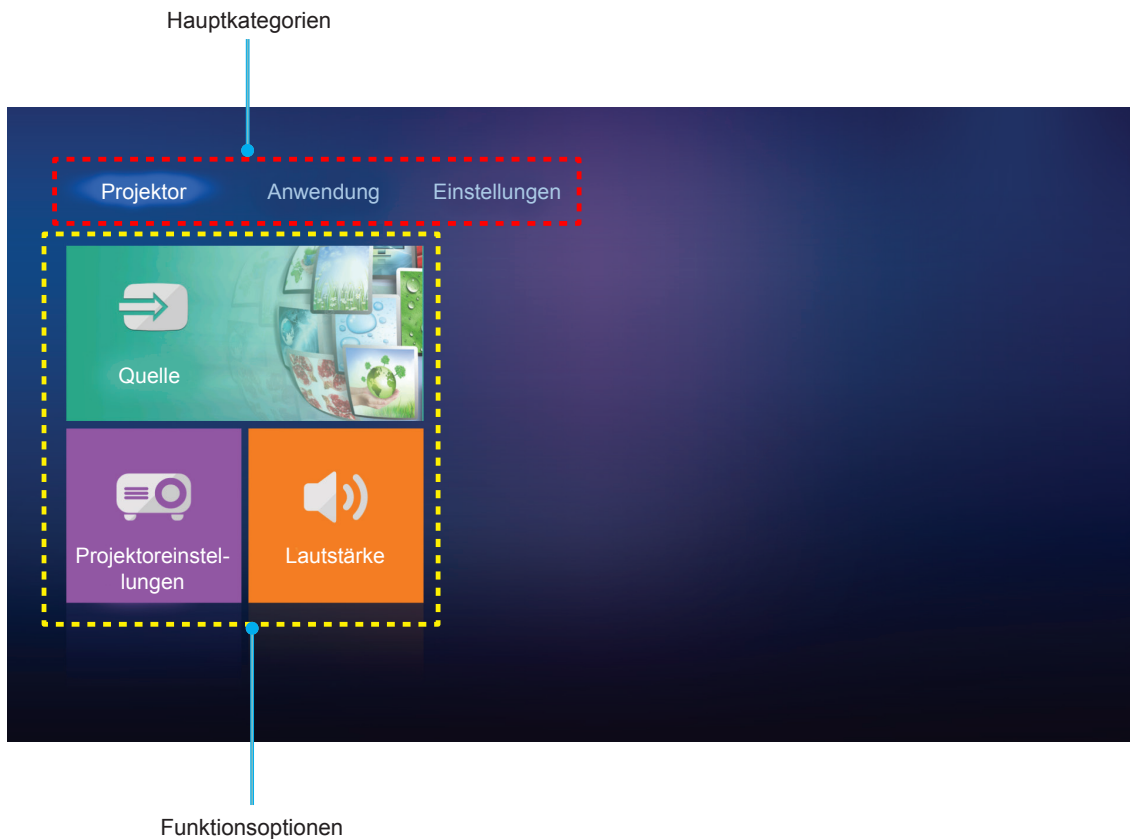 Hauptkategorien
Projektor Anwendung Einstellungen
Quelle
Projektoreinstel-
lungen
Lautstärke
Funktionsoptionen